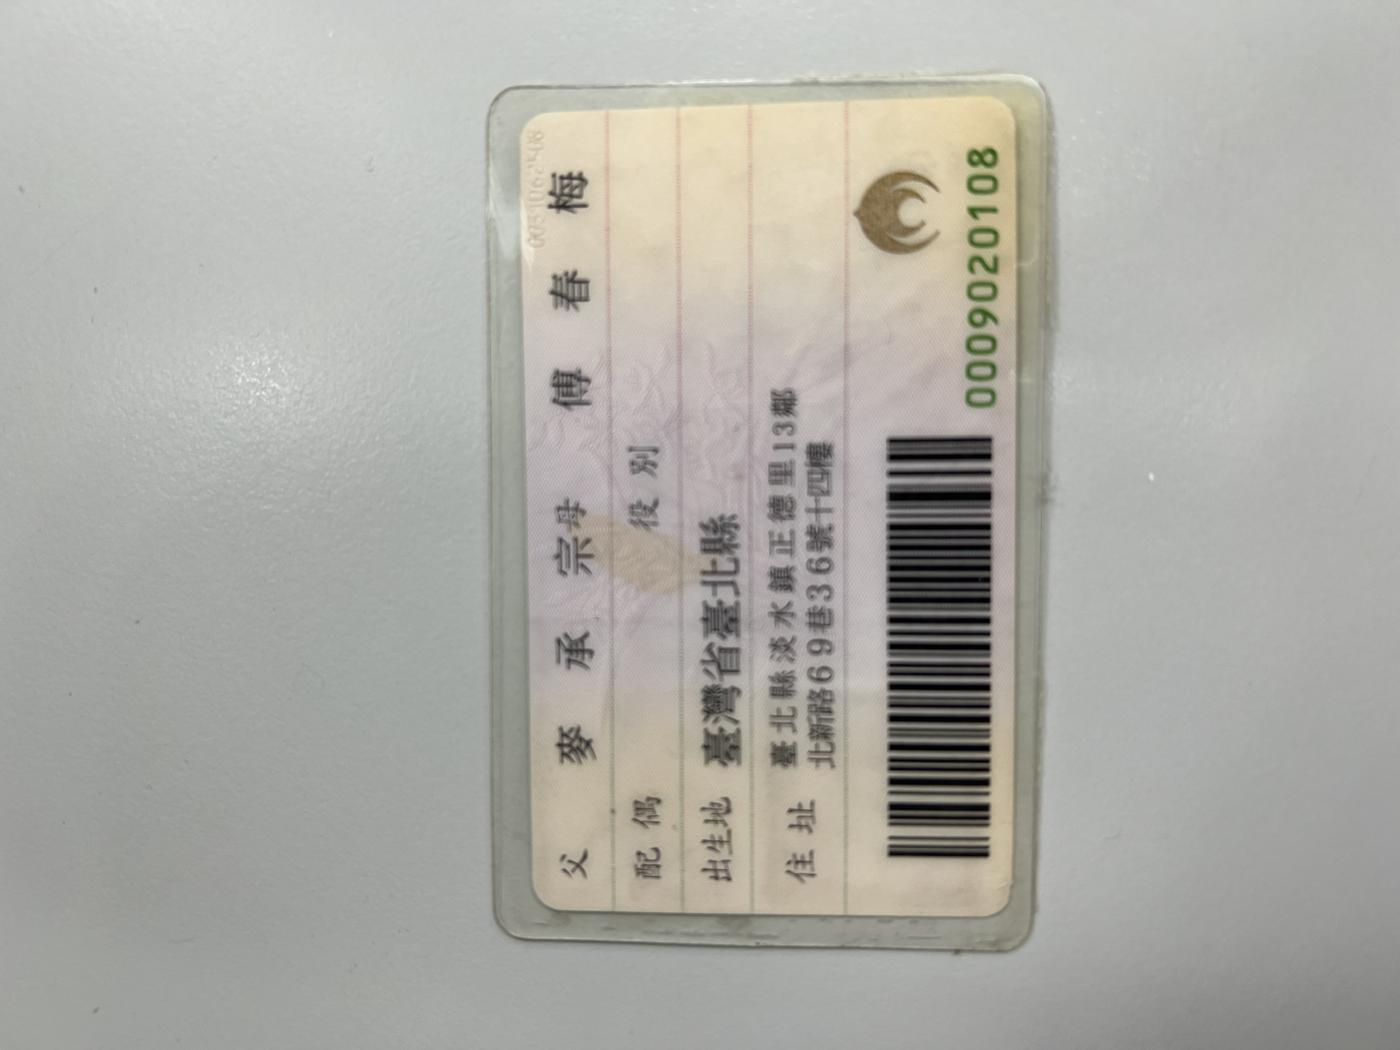 父 麥承宗 母 傅春梅
配偶 役別
出生地 臺灣省臺北縣
住址 臺北縣淡水鎮正德里13鄰
北新路69巷36號十四樓
0009020108